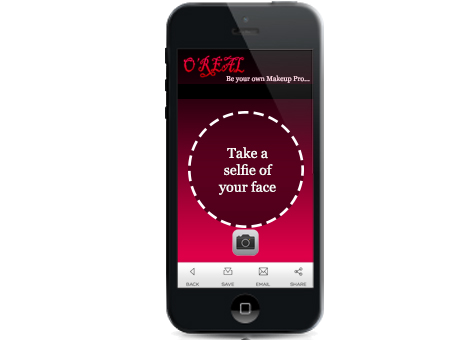 O'REAL
Be your own Makeup Pro...
Take a
selfie of
your face
BACK SAVE EMAIL SHARE